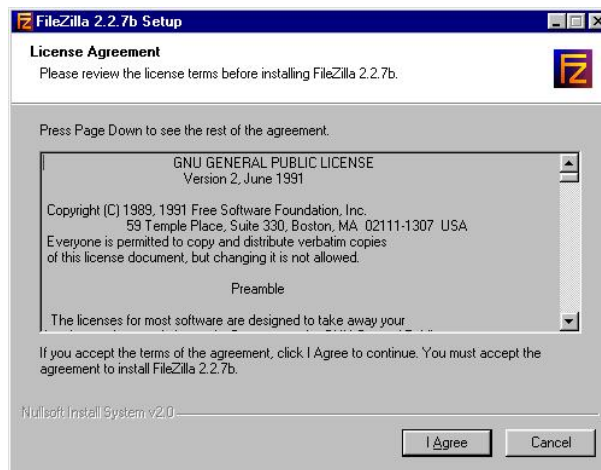 FileZilla 2.2.7b Setup
License Agreement
Please review the license terms before installing FileZilla 2.2.7b.
FZ
Press Page Down to see the rest of the agreement.
GNU GENERAL PUBLIC LICENSE
Version 2, June 1991
Copyright (C) 1989, 1991 Free Software Foundation, Inc.
59 Temple Place, Suite 330, Boston, MA 02111-1307 USA
Everyone is permitted to copy and distribute verbatim copies
of this license document, but changing it is not allowed.
Preamble
The licenses for most software are designed to take away your
If you accept the terms of the agreement, click I Agree to continue. You must accept the
agreement to install FileZilla 2.2.7b.
Nullsoft Install System v2.0
I Agree
Cancel